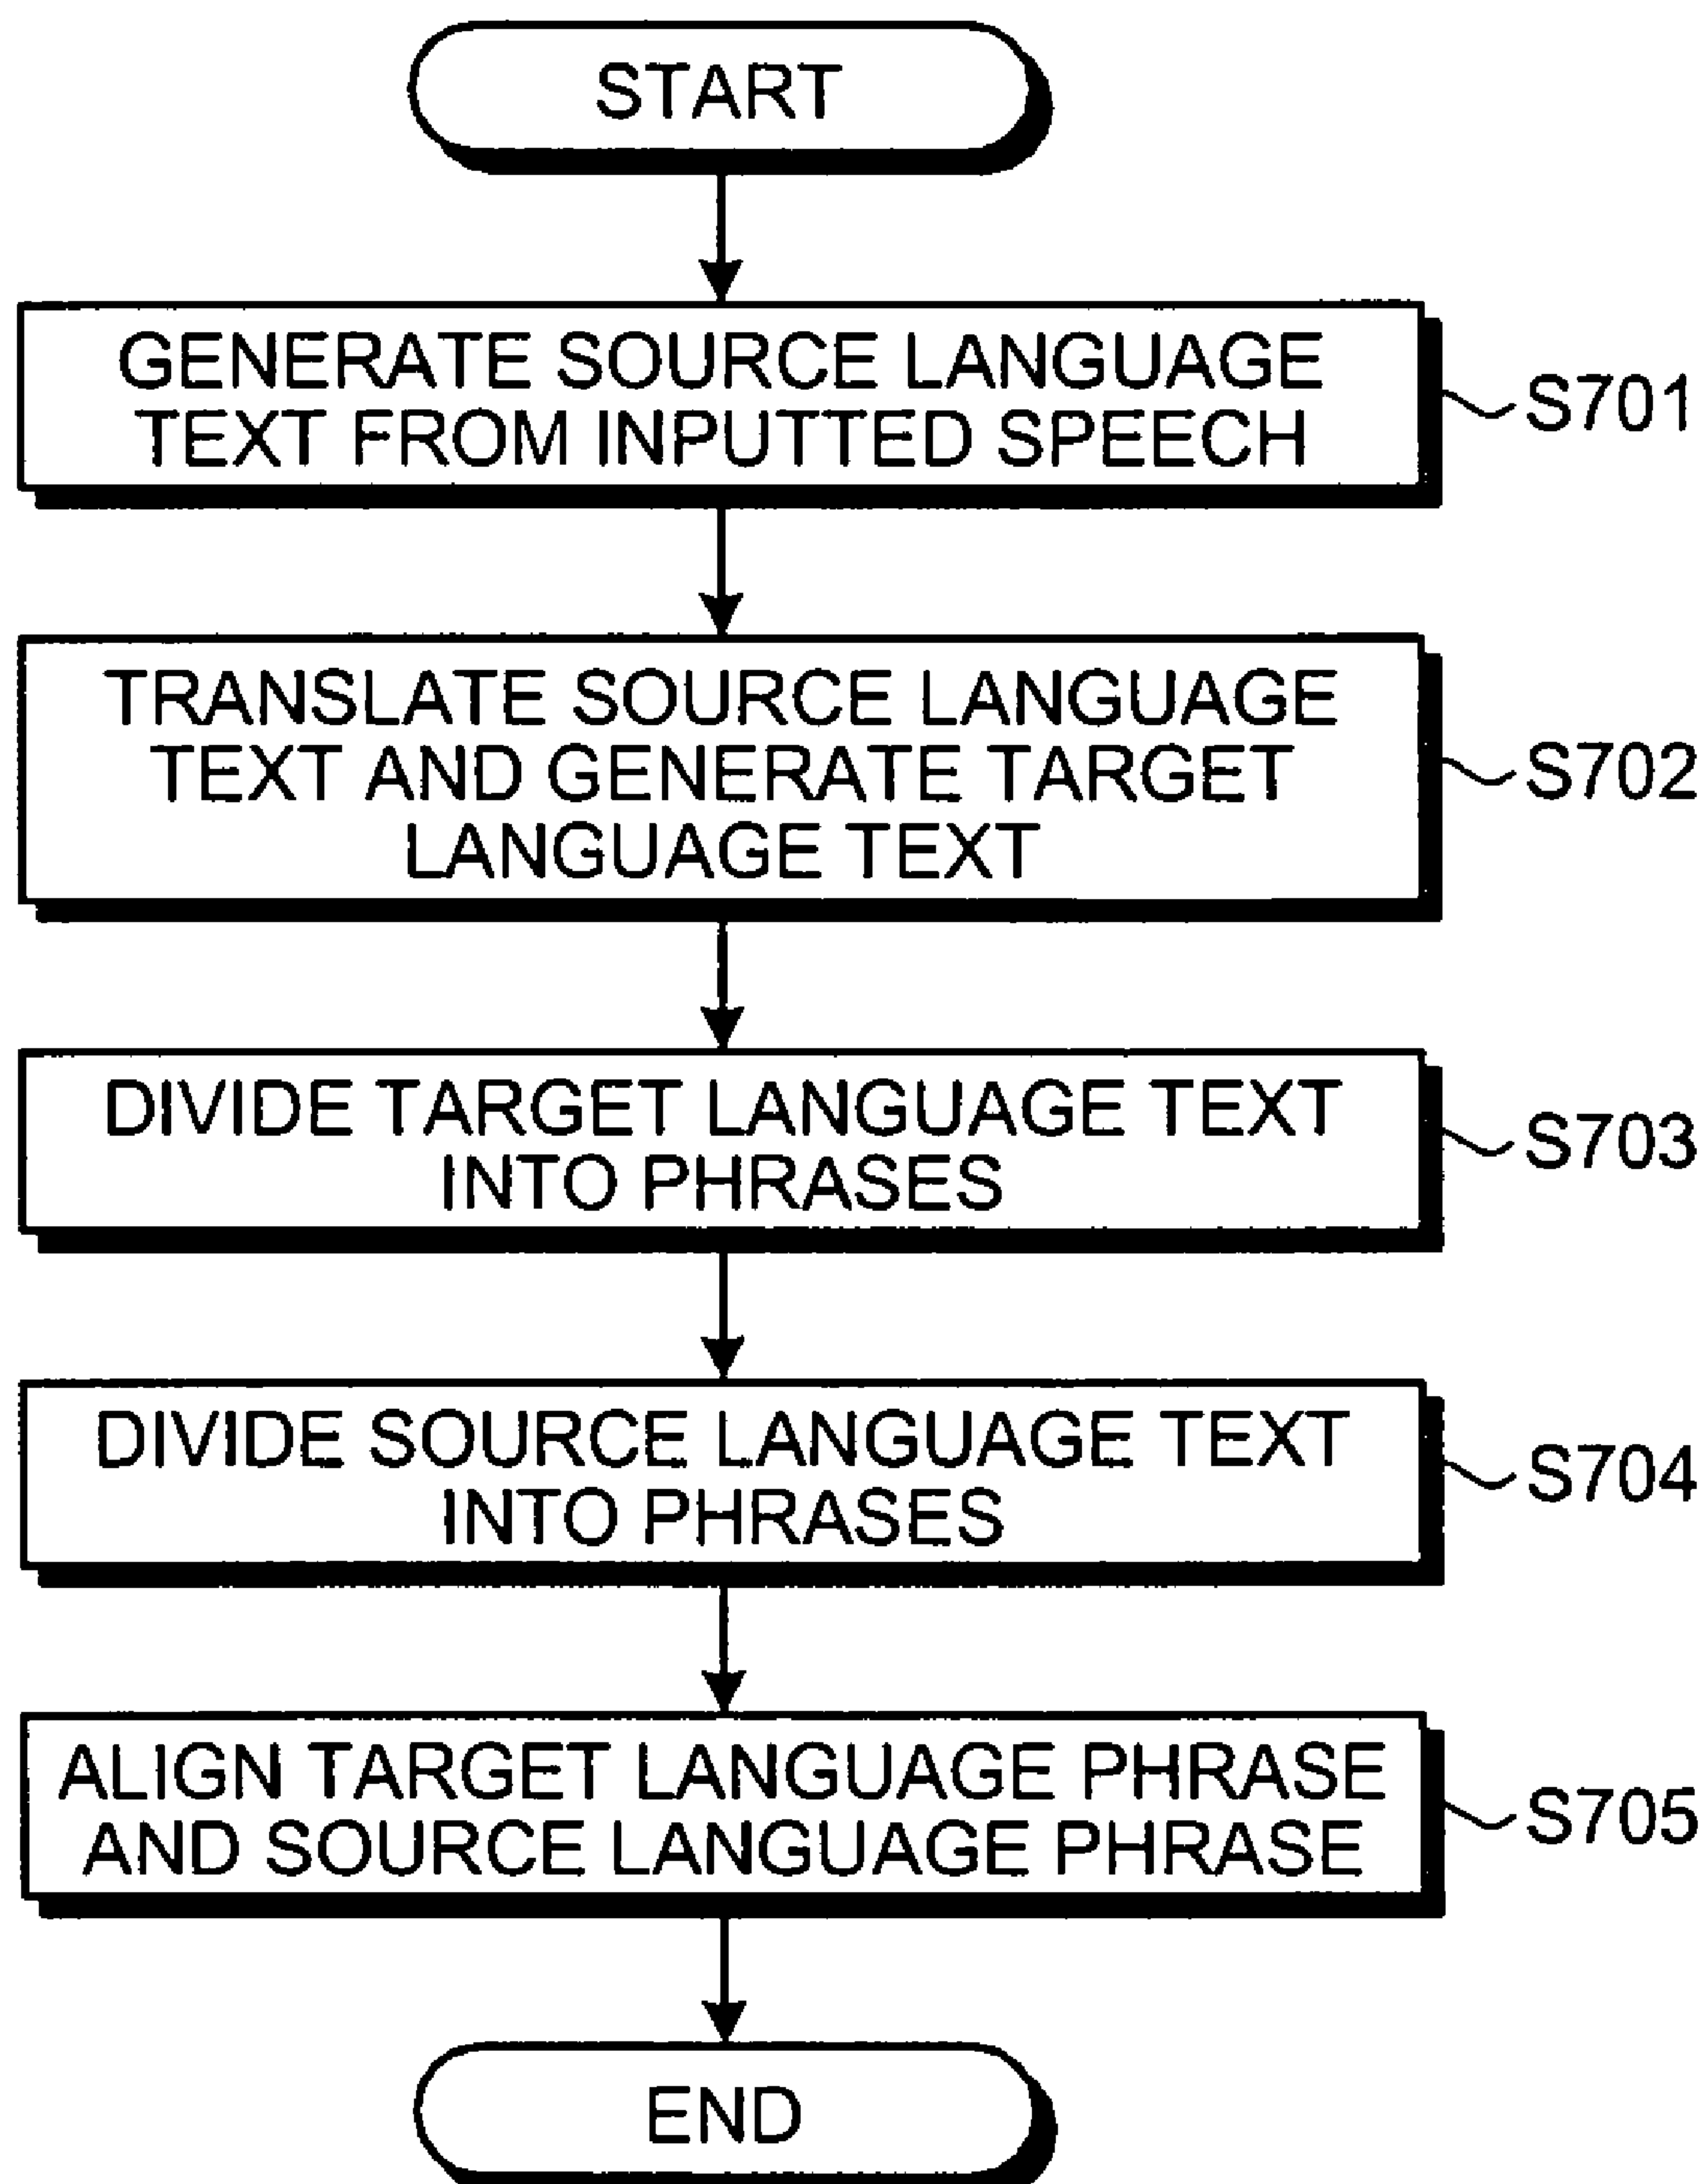 START
GENERATE SOURCE LANGUAGE
TEXT FROM INPUTTED SPEECH
S701
TRANSLATE SOURCE LANGUAGE
TEXT AND GENERATE TARGET
LANGUAGE TEXT
S702
DIVIDE TARGET LANGUAGE TEXT
INTO PHRASES
S703
DIVIDE SOURCE LANGUAGE TEXT
INTO PHRASES
S704
ALIGN TARGET LANGUAGE PHRASE
AND SOURCE LANGUAGE PHRASE
S705
END